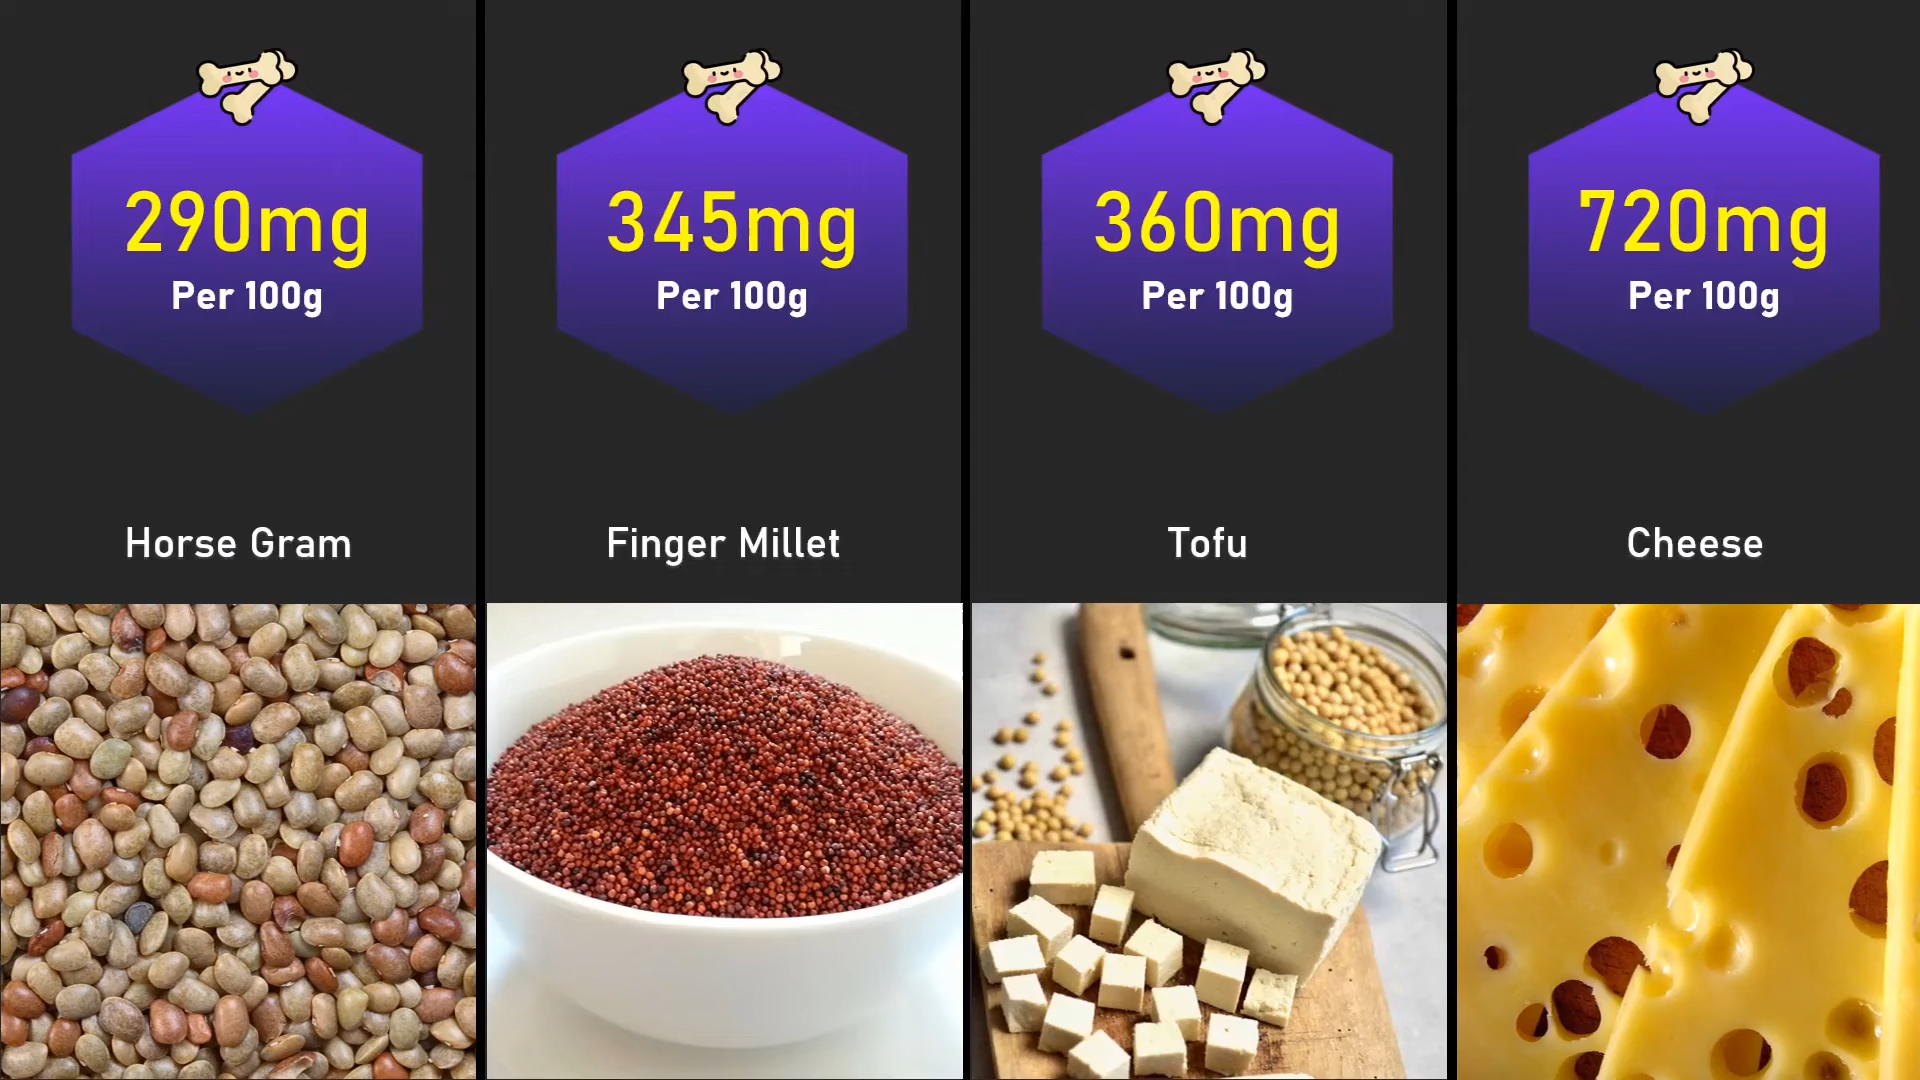 290mg
Per 100g
Horse Gram
345mg
Per 100g
Finger Millet
360mg
Per 100g
Tofu
720mg
Per 100g
Cheese